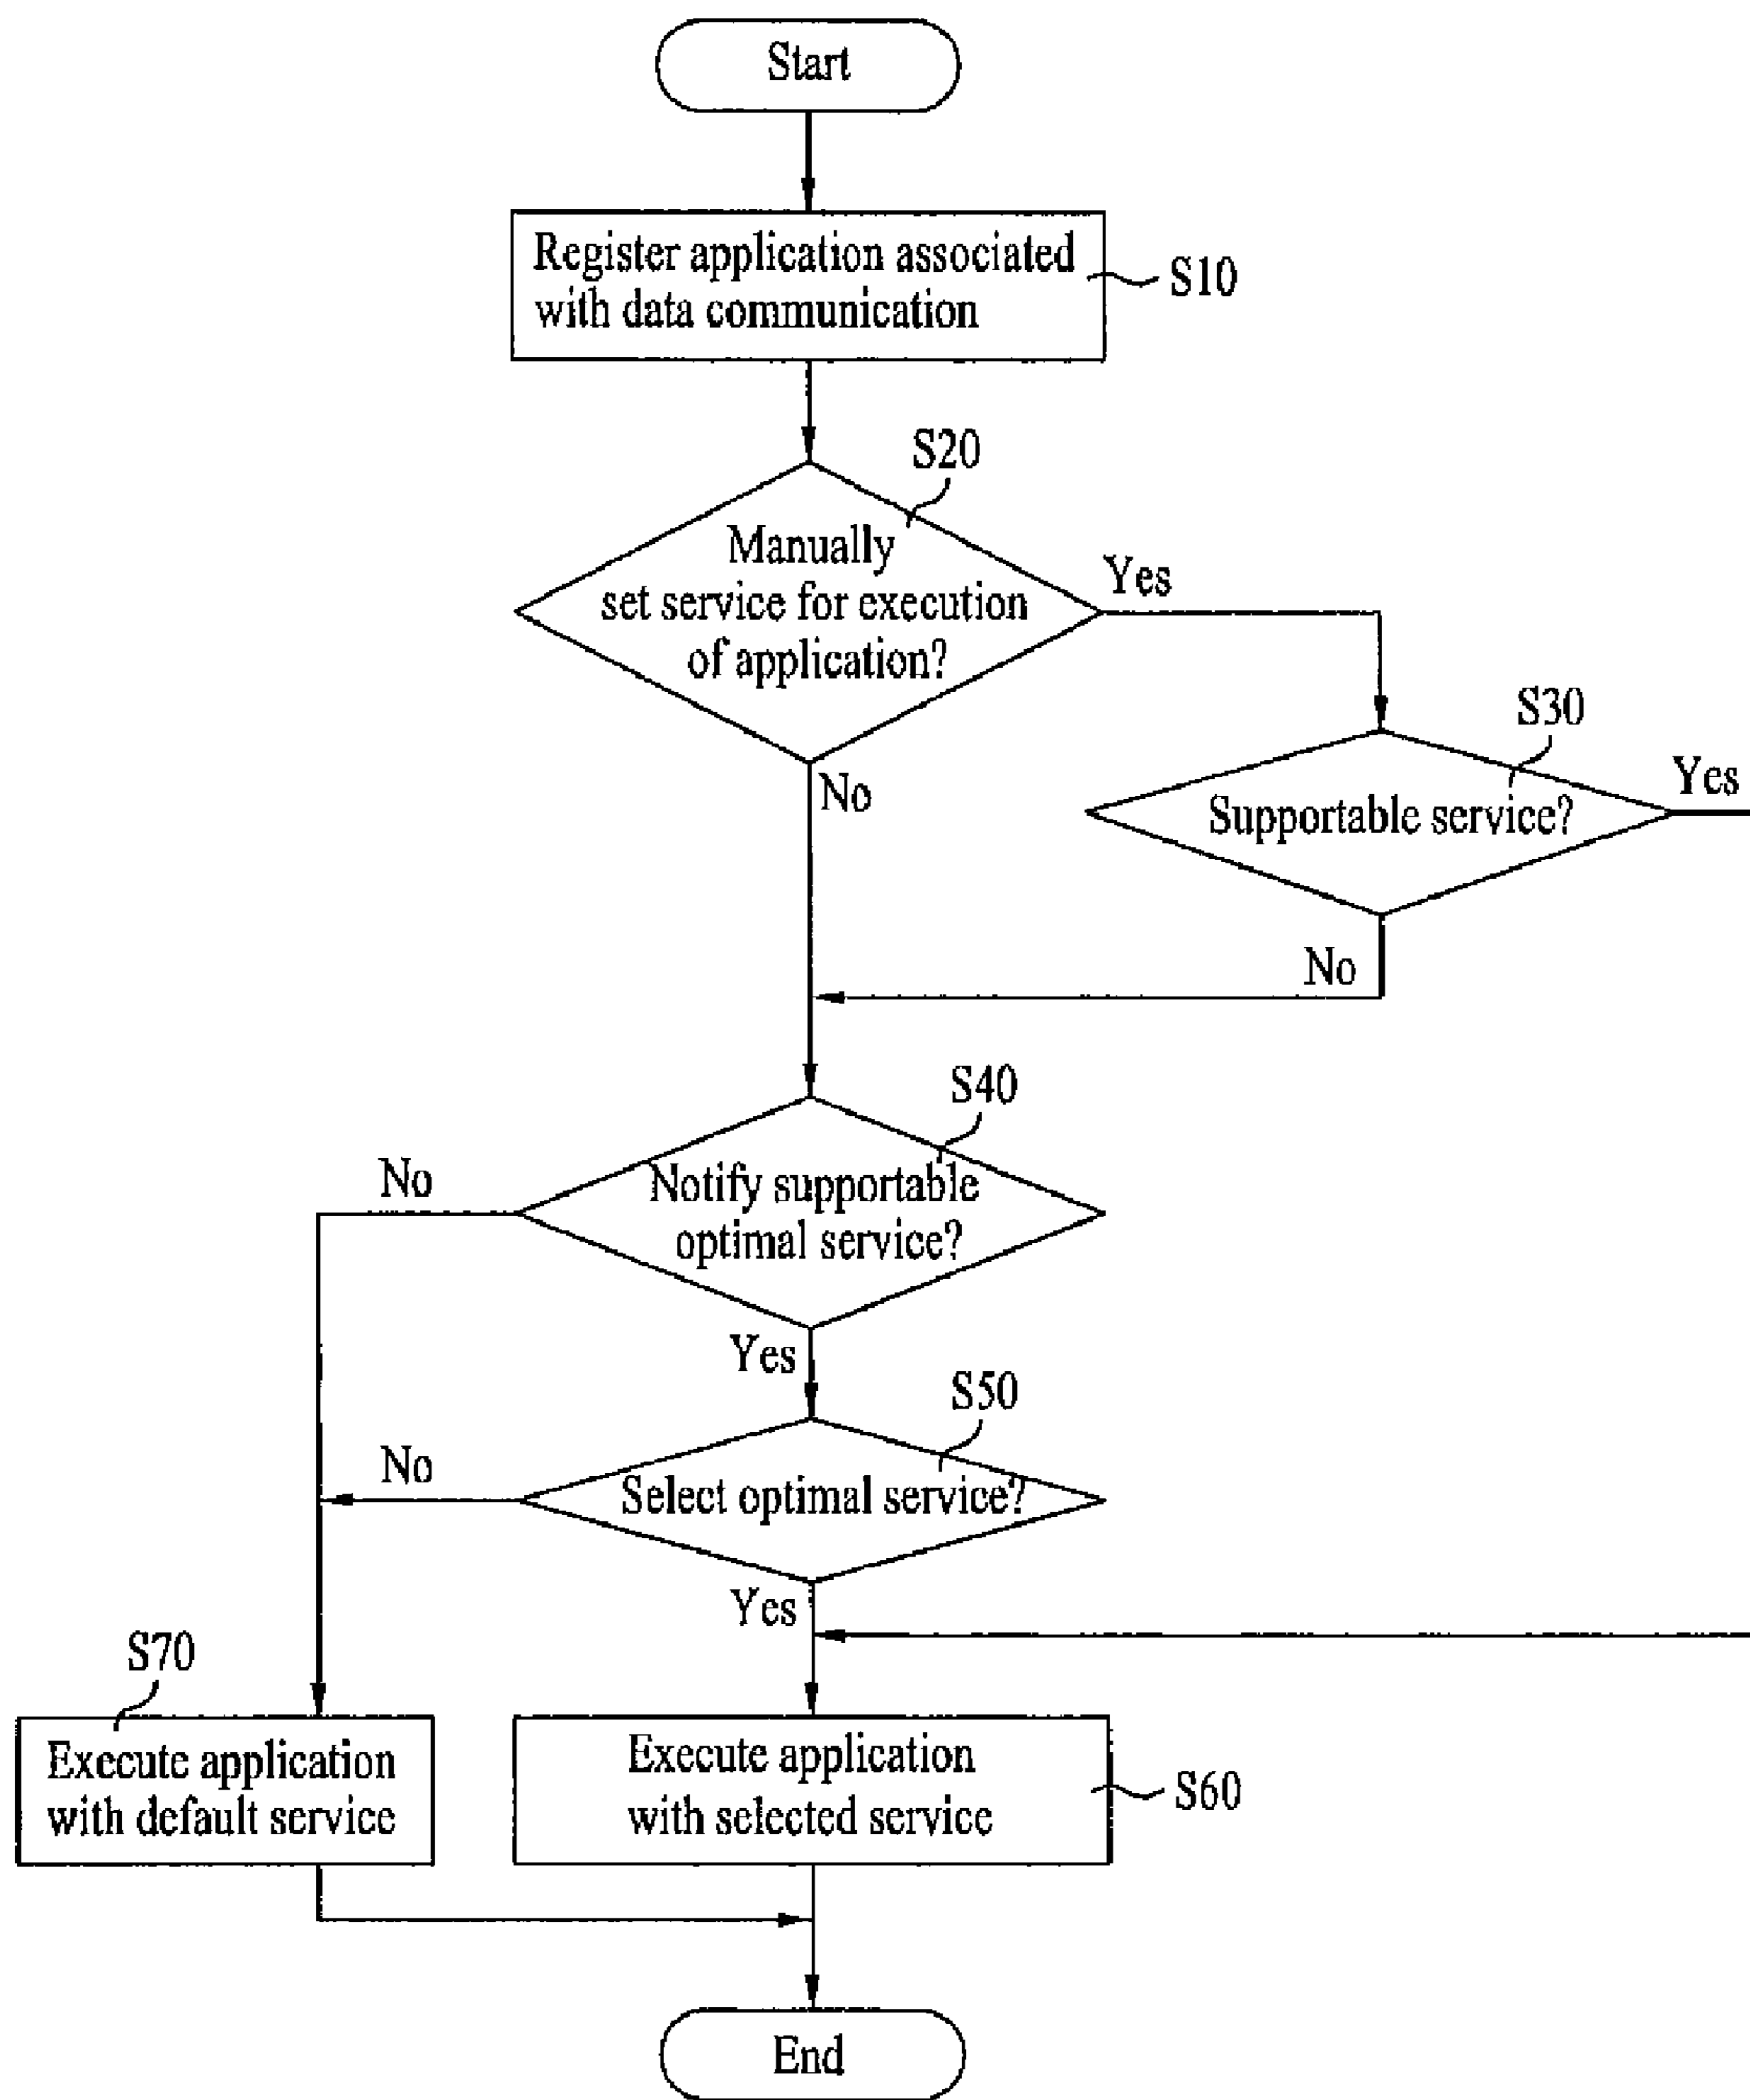 Start
Register application associated
with data communication
S10
S20
Manually
set service for execution
of application?
Yes
No
S30
Supportable service?
Yes
No
S40
Notify supportable
optimal service?
No
Yes
S50
Select optimal service?
No
Yes
S70
Execute application
with default service
Execute application
with selected service
S60
End